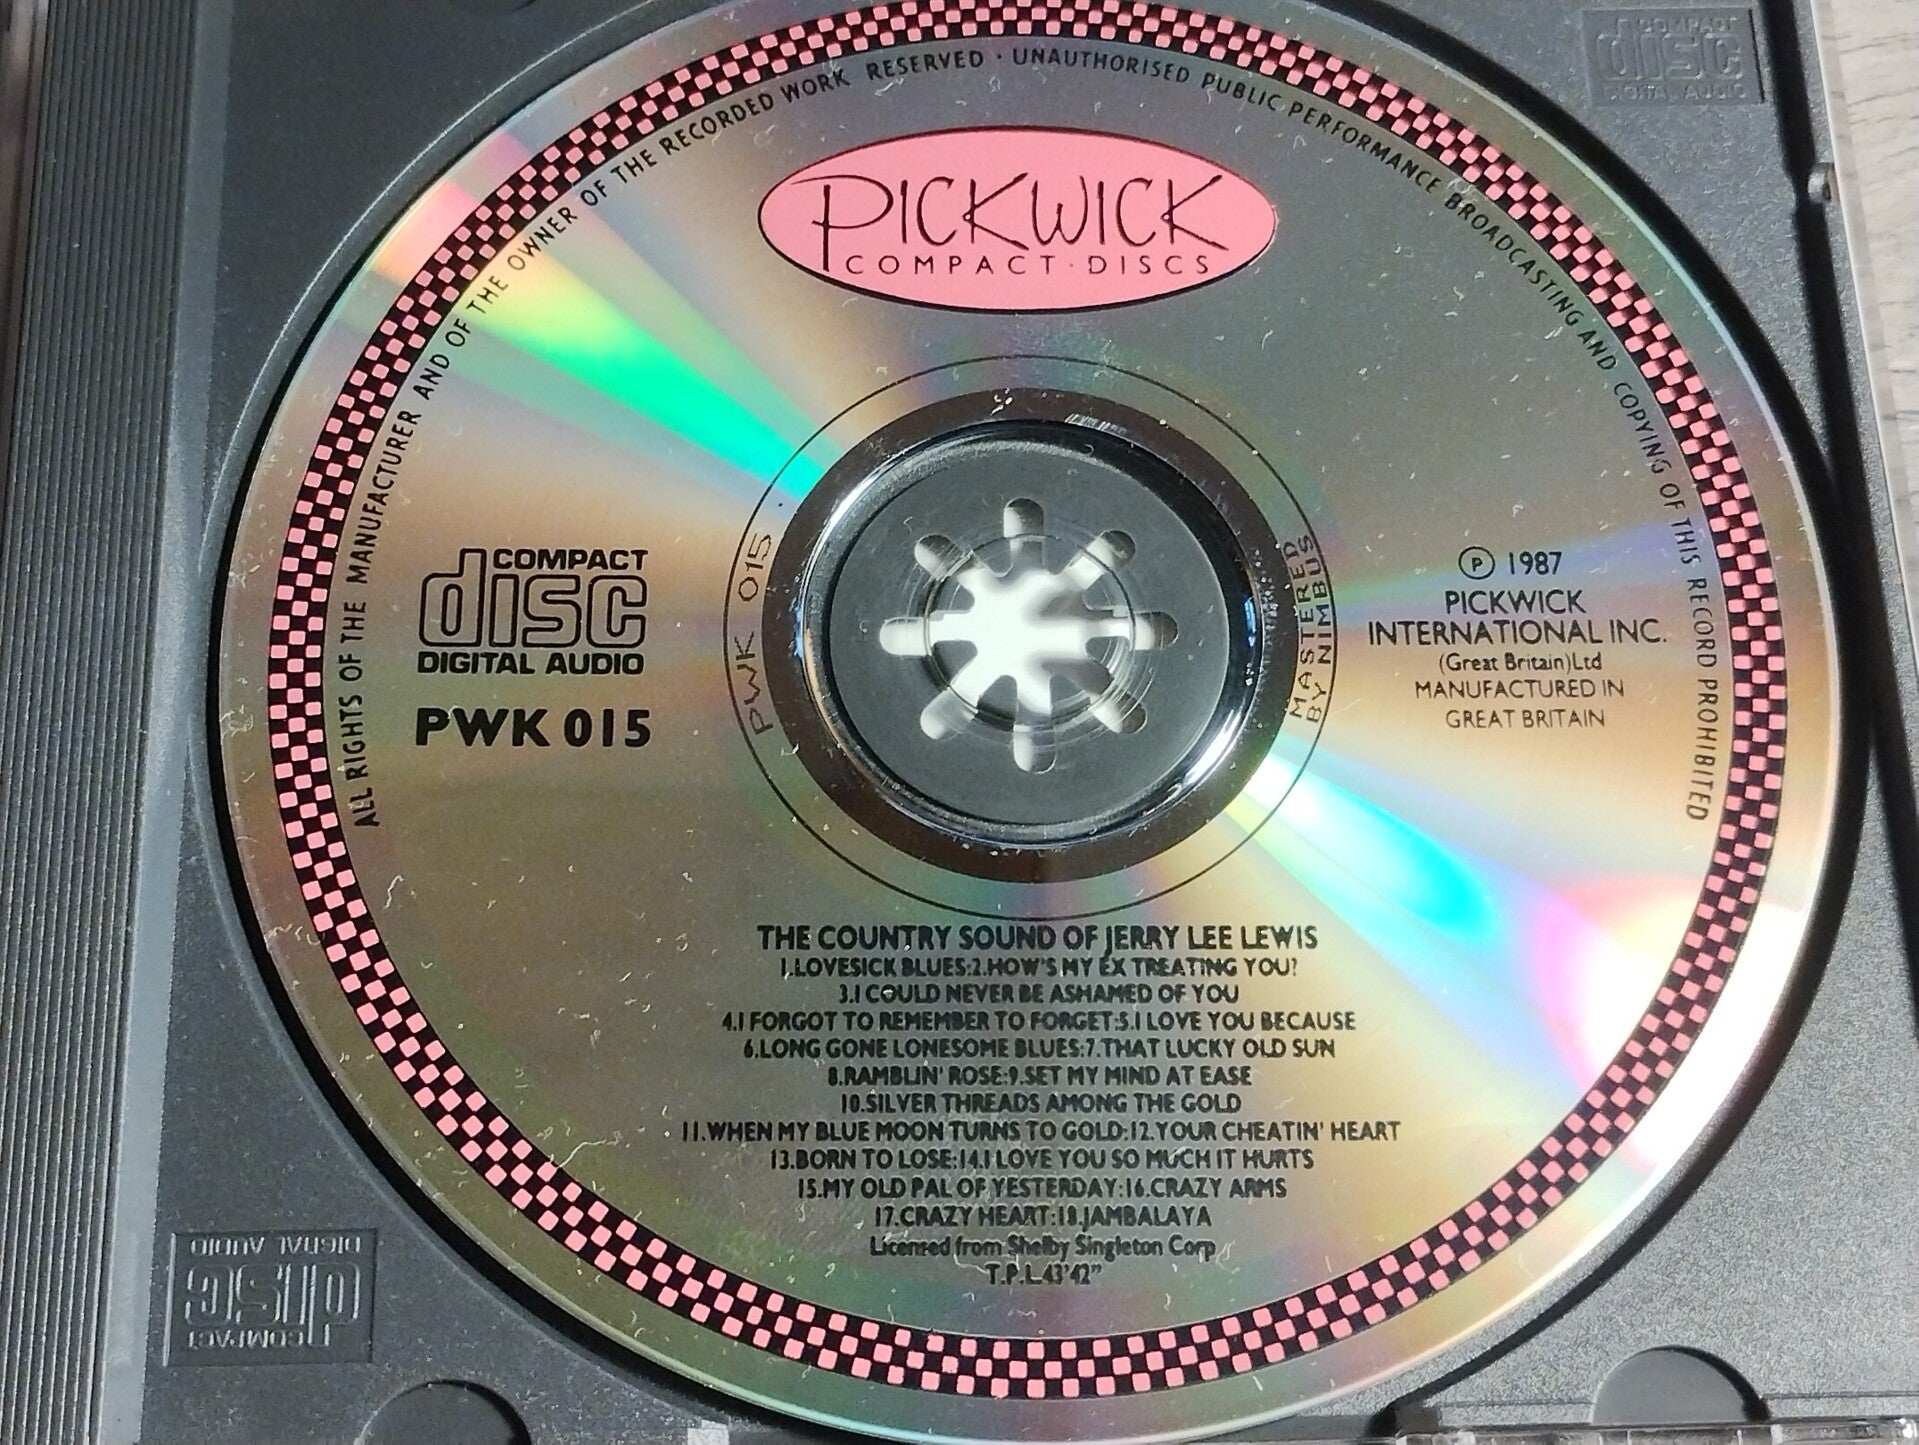 ALL RIGHTS OF THE MANUFACTURER AND OF THE OWNER OF THE RECORDED WORK RESERVED · UNAUTHORISED PUBLIC PERFORMANCE BROADCASTING AND COPYING OF THIS RECORD PROHIBITED
PICKWICK
COMPACT · DISCS
COMPACT
disc
DIGITAL AUDIO
PWK 015
PWK 015
MASTERED
BY NIMBUS
Ⓟ 1987
PICKWICK
INTERNATIONAL INC.
(Great Britain)Ltd
MANUFACTURED IN
GREAT BRITAIN
THE COUNTRY SOUND OF JERRY LEE LEWIS
1.LOVESICK BLUES:2.HOW'S MY EX TREATING YOU?
3.I COULD NEVER BE ASHAMED OF YOU
4.I FORGOT TO REMEMBER TO FORGET:5.I LOVE YOU BECAUSE
6.LONG GONE LONESOME BLUES:7.THAT LUCKY OLD SUN
8.RAMBLIN' ROSE:9.SET MY MIND AT EASE
10.SILVER THREADS AMONG THE GOLD
11.WHEN MY BLUE MOON TURNS TO GOLD:12.YOUR CHEATIN' HEART
13.BORN TO LOSE:14.I LOVE YOU SO MUCH IT HURTS
15.MY OLD PAL OF YESTERDAY:16.CRAZY ARMS
17.CRAZY HEART:18.JAMBALAYA
Licensed from Shelby Singleton Corp
T.P.L.43'42"
COMPACT
disc
DIGITAL AUDIO
COMPACT
disc
DIGITAL AUDIO